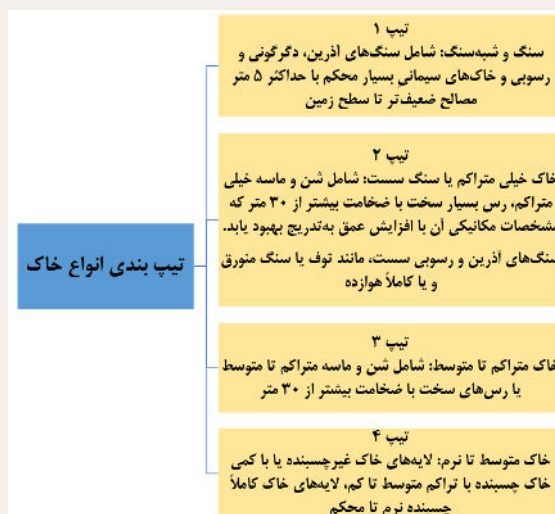 تیپ بندی انواع خاک
تیپ ۱
سنگ و شبه‌سنگ: شامل سنگ‌های آذرین، دگرگونی و
رسوبی و خاک‌های سیمانی بسیار محکم با حداکثر ۵ متر
مصالح ضعیف‌تر تا سطح زمین
تیپ ۲
خاک خیلی متراکم یا سنگ سست: شامل شن و ماسه خیلی
متراکم، رس بسیار سخت با ضخامت بیشتر از ۳۰ متر که
مشخصات مکانیکی آن با افزایش عمق به‌تدریج بهبود یابد.
سنگ‌های آذرین و رسوبی سست، مانند توف یا سنگ متورق
و یا کاملاً هوازده
تیپ ۳
خاک متراکم تا متوسط: شامل شن و ماسه متراکم تا متوسط
یا رس‌های سخت با ضخامت بیشتر از ۳۰ متر
تیپ ۴
خاک متوسط تا نرم: لایه‌های خاک غیرچسبنده یا با کمی
خاک چسبنده با تراکم متوسط تا کم، لایه‌های خاک کاملاً
چسبنده نرم تا محکم